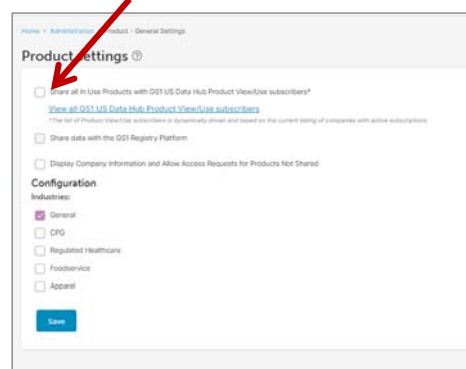 Home > Administration > Product - General Settings
Product Settings ?
Share all In Use Products with GS1 US Data Hub Product View/Use subscribers*
View all GS1 US Data Hub Product View/Use subscribers
*The list of Product View/Use subscribers is dynamically driven and based on the current listing of companies with active subscriptions
Share data with the GS1 Registry Platform
Display Company Information and Allow Access Requests for Products Not Shared
Configuration
Industries:
General
CPG
Regulated Healthcare
Foodservice
Apparel
Save